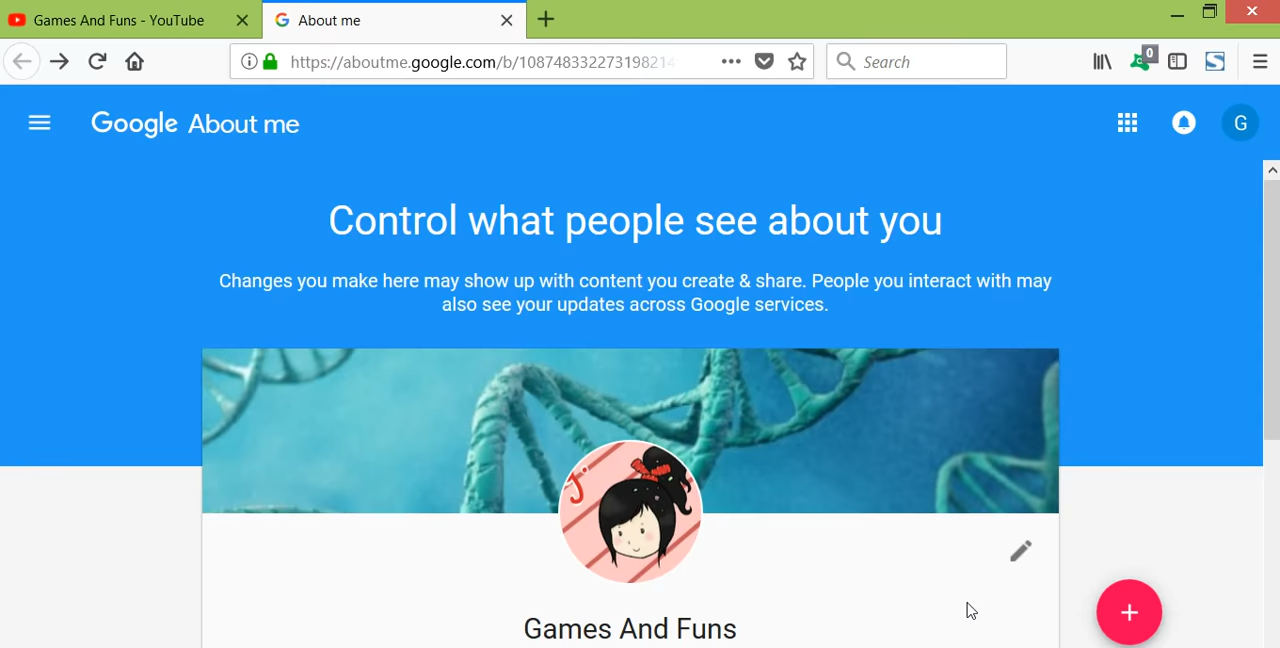 Games And Funs - YouTube
About me
https://aboutme.google.com/b/10874833227319821
Search
0
Google About me
G
Control what people see about you
Changes you make here may show up with content you create & share. People you interact with may
also see your updates across Google services.
J
Games And Funs